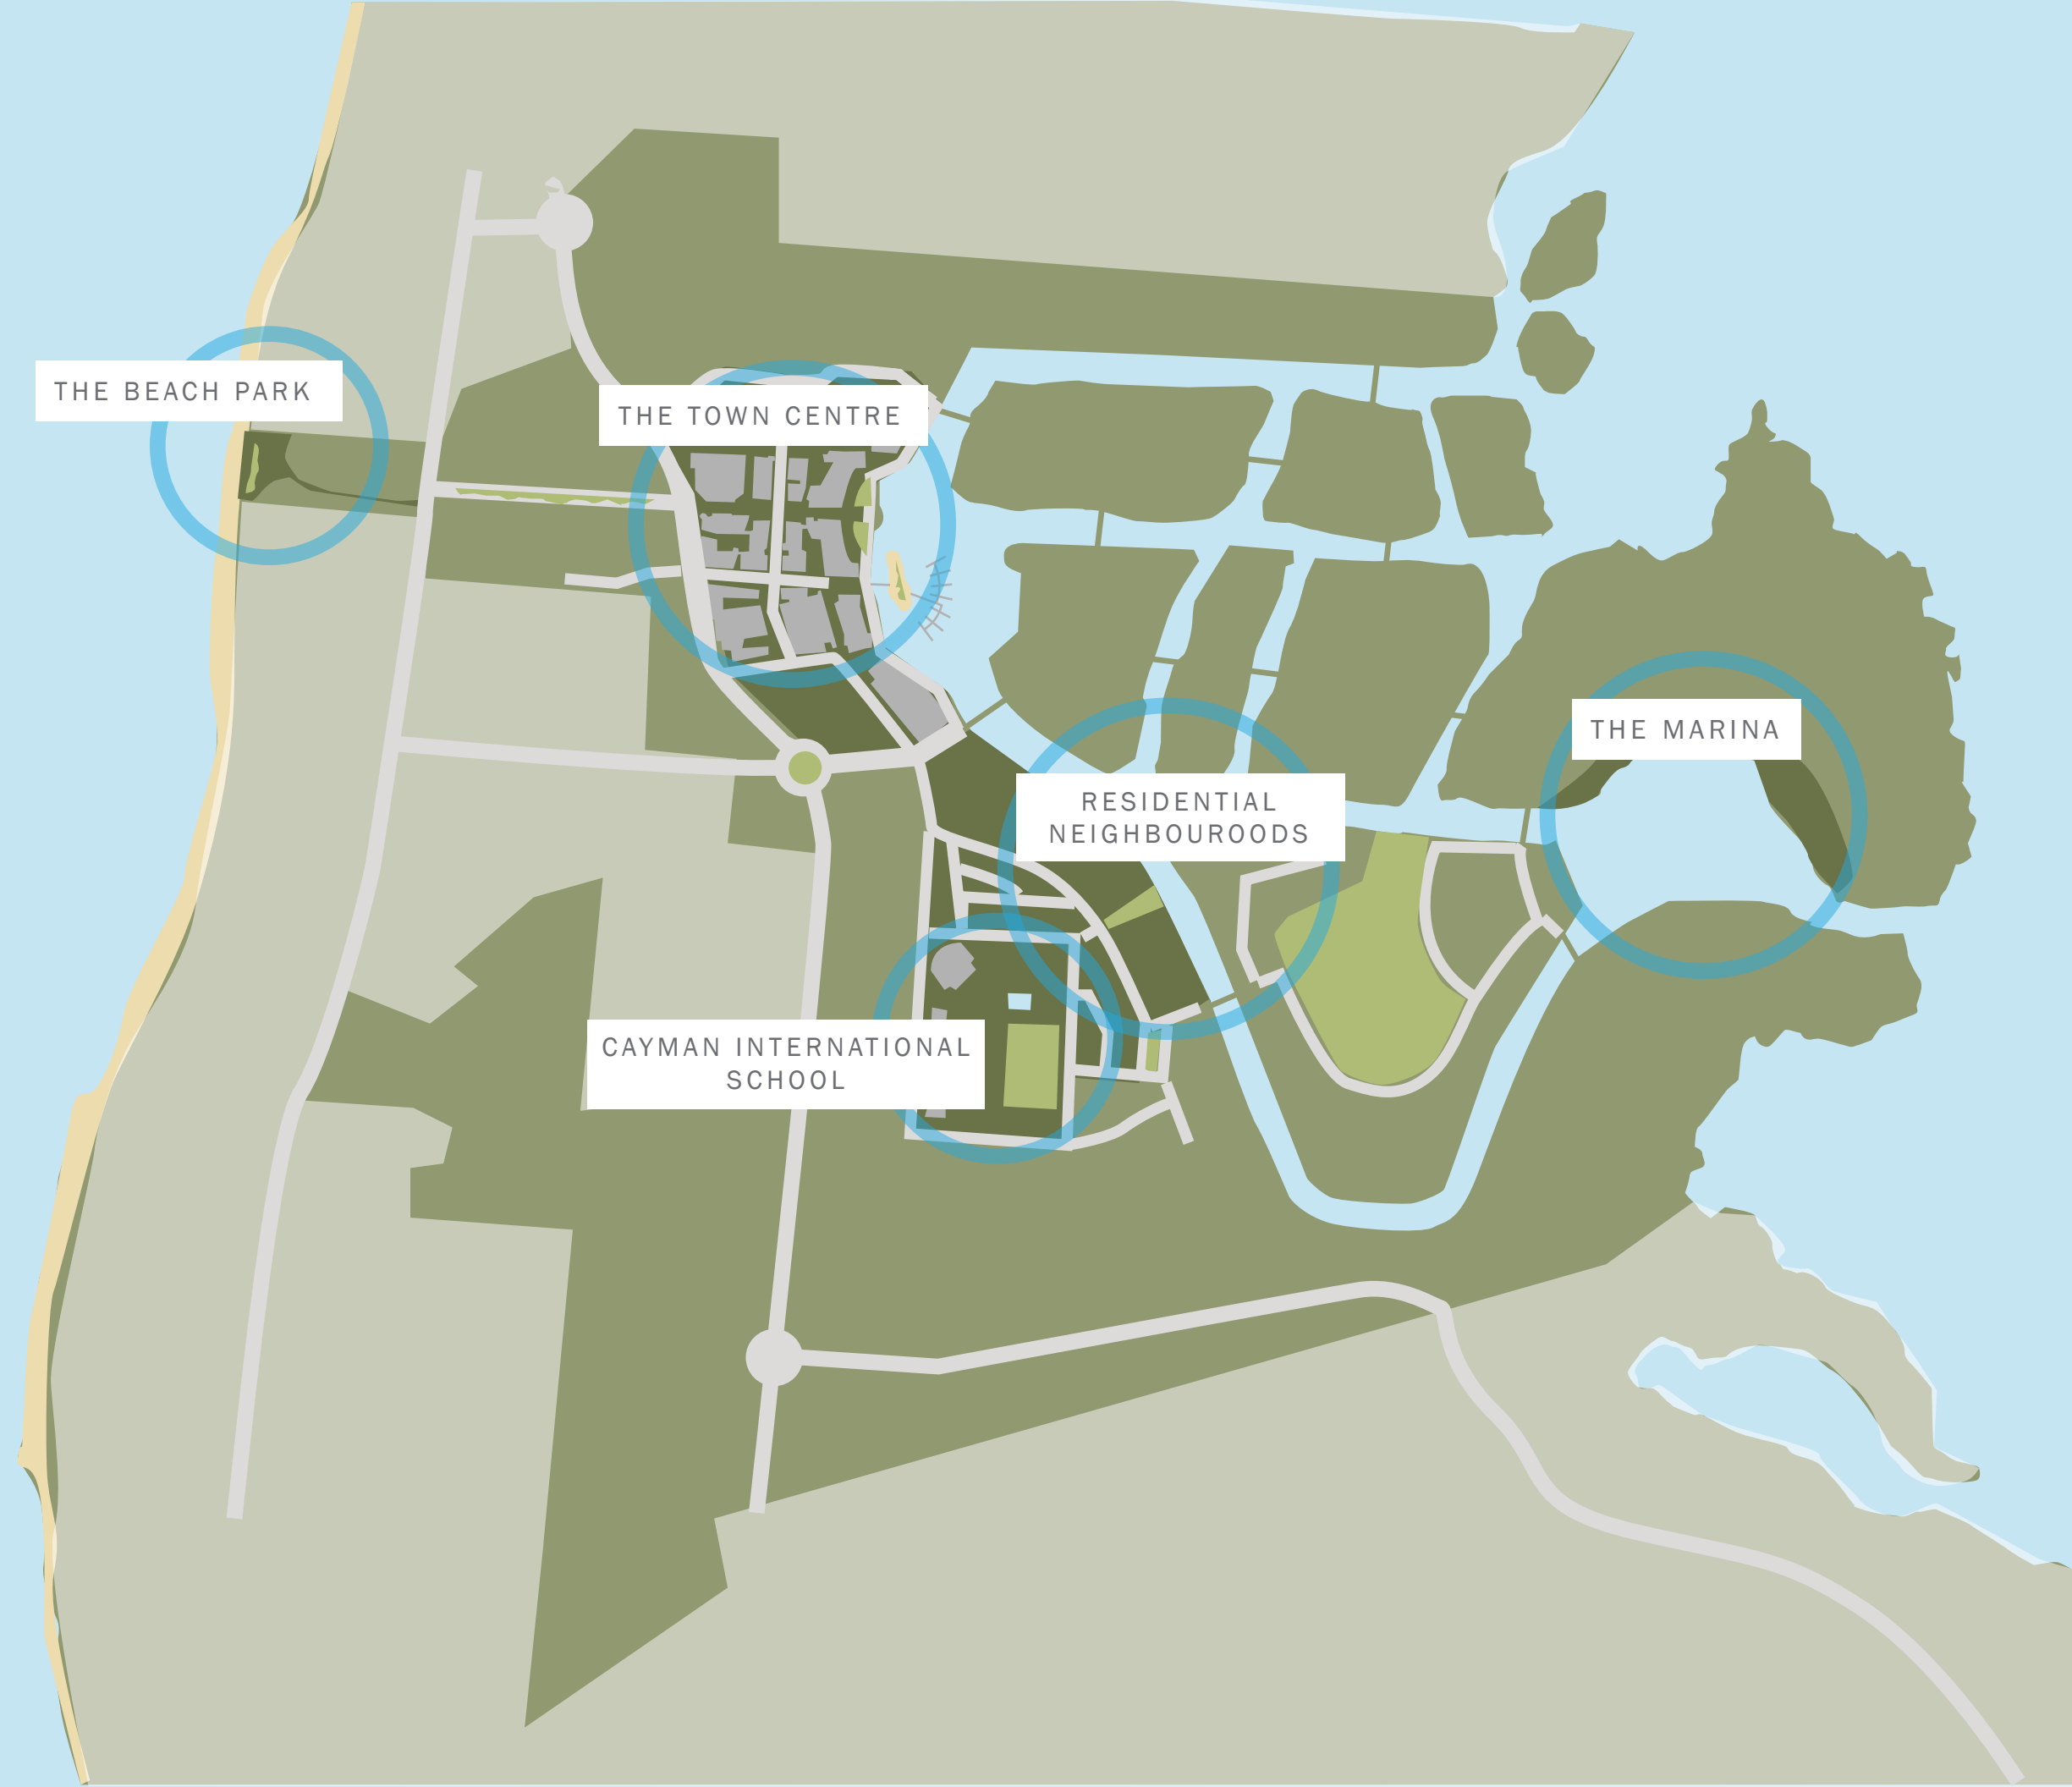 THE BEACH PARK
THE TOWN CENTRE
THE MARINA
RESIDENTIAL
NEIGHBOUROODS
CAYMAN INTERNATIONAL
SCHOOL